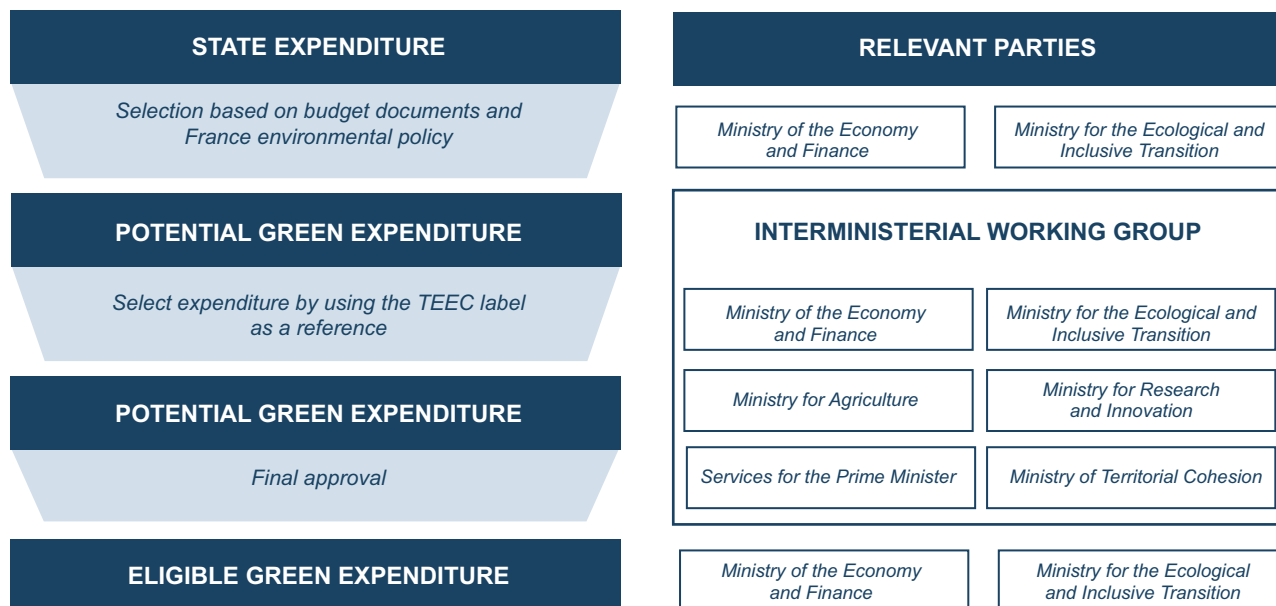 STATE EXPENDITURE
Selection based on budget documents and
France environmental policy
POTENTIAL GREEN EXPENDITURE
Select expenditure by using the TEEC label
as a reference
POTENTIAL GREEN EXPENDITURE
Final approval
ELIGIBLE GREEN EXPENDITURE
RELEVANT PARTIES
Ministry of the Economy
and Finance
Ministry for the Ecological and
Inclusive Transition
INTERMINISTERIAL WORKING GROUP
Ministry of the Economy
and Finance
Ministry for the Ecological and
Inclusive Transition
Ministry for Agriculture
Ministry for Research
and Innovation
Services for the Prime Minister
Ministry of Territorial Cohesion
Ministry of the Economy
and Finance
Ministry for the Ecological
and Inclusive Transition